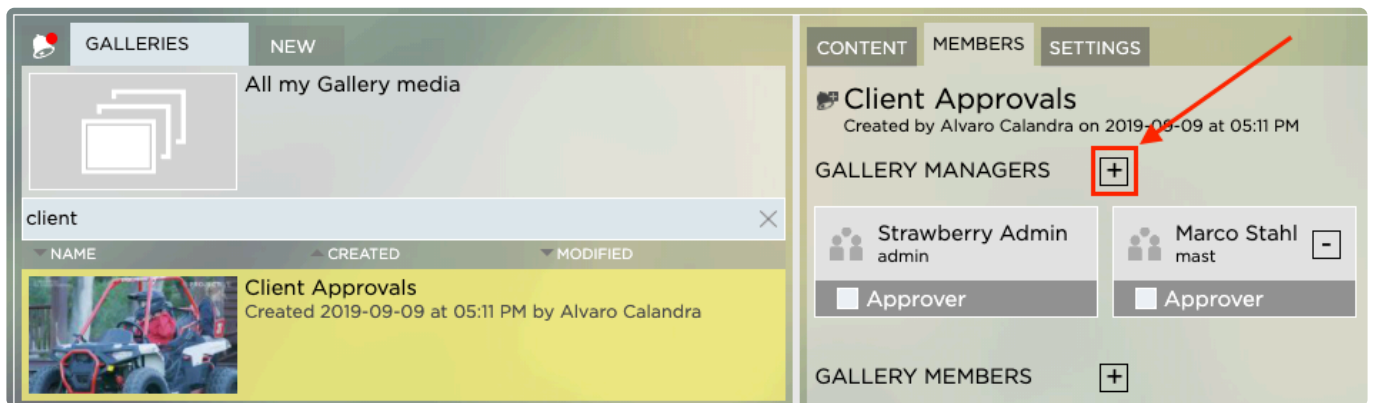 GALLERIES
NEW
All my Gallery media
client
NAME
CREATED
MODIFIED
Client Approvals
Created 2019-09-09 at 05:11 PM by Alvaro Calandra
CONTENT
MEMBERS
SETTINGS
Client Approvals
Created by Alvaro Calandra on 2019-09-09 at 05:11 PM
GALLERY MANAGERS +
Strawberry Admin
admin
Approver
Marco Stahl -
mast
Approver
GALLERY MEMBERS +